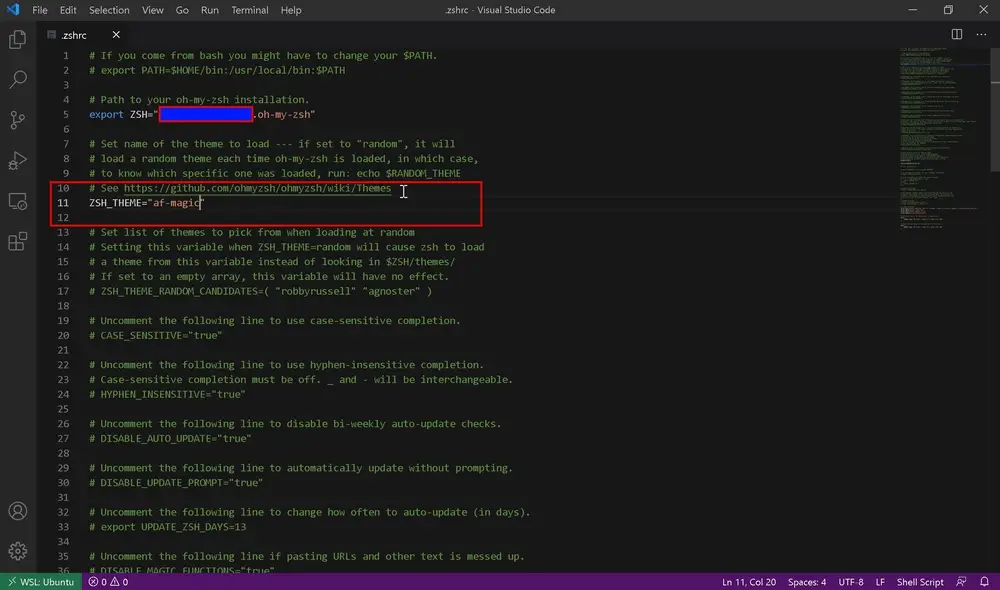 File Edit Selection View Go Run Terminal Help .zshrc - Visual Studio Code
.zshrc
1 # If you come from bash you might have to change your $PATH.
2 # export PATH=$HOME/bin:/usr/local/bin:$PATH
3
4 # Path to your oh-my-zsh installation.
5 export ZSH=" .oh-my-zsh"
6
7 # Set name of the theme to load --- if set to "random", it will
8 # load a random theme each time oh-my-zsh is loaded, in which case,
9 # to know which specific one was loaded, run: echo $RANDOM_THEME
10 # See https://github.com/ohmyzsh/ohmyzsh/wiki/Themes
11 ZSH_THEME="af-magic"
12
13 # Set list of themes to pick from when loading at random
14 # Setting this variable when ZSH_THEME=random will cause zsh to load
15 # a theme from this variable instead of looking in $ZSH/themes/
16 # If set to an empty array, this variable will have no effect.
17 # ZSH_THEME_RANDOM_CANDIDATES=( "robbyrussell" "agnoster" )
18
19 # Uncomment the following line to use case-sensitive completion.
20 # CASE_SENSITIVE="true"
21
22 # Uncomment the following line to use hyphen-insensitive completion.
23 # Case-sensitive completion must be off. _ and - will be interchangeable.
24 # HYPHEN_INSENSITIVE="true"
25
26 # Uncomment the following line to disable bi-weekly auto-update checks.
27 # DISABLE_AUTO_UPDATE="true"
28
29 # Uncomment the following line to automatically update without prompting.
30 # DISABLE_UPDATE_PROMPT="true"
31
32 # Uncomment the following line to change how often to auto-update (in days).
33 # export UPDATE_ZSH_DAYS=13
34
35 # Uncomment the following line if pasting URLs and other text is messed up.
36 # DISABLE_MAGIC_FUNCTIONS="true"
WSL: Ubuntu 0 0 Ln 11, Col 20 Spaces: 4 UTF-8 LF Shell Script